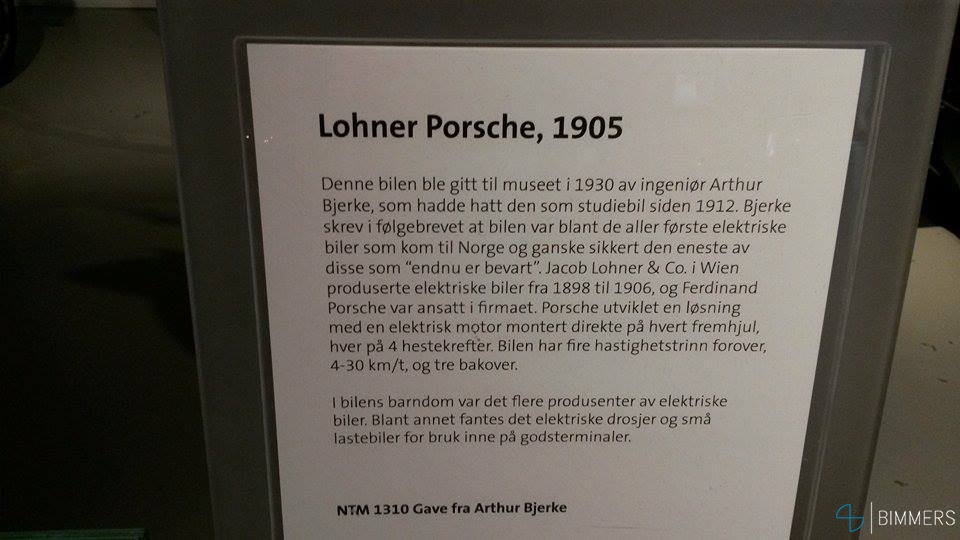 Lohner Porsche, 1905
Denne bilen ble gitt til museet i 1930 av ingeniør Arthur
Bjerke, som hadde hatt den som studiebil siden 1912. Bjerke
skrev i følgebrevet at bilen var blant de aller første elektriske
biler som kom til Norge og ganske sikkert den eneste av
disse som “endnu er bevart”. Jacob Lohner & Co. i Wien
produserte elektriske biler fra 1898 til 1906, og Ferdinand
Porsche var ansatt i firmaet. Porsche utviklet en løsning
med en elektrisk motor montert direkte på hvert fremhjul,
hver på 4 hestekrefter. Bilen har fire hastighetstrinn forover,
4-30 km/t, og tre bakover.
I bilens barndom var det flere produsenter av elektriske
biler. Blant annet fantes det elektriske drosjer og små
lastebiler for bruk inne på godsterminaler.
NTM 1310 Gave fra Arthur Bjerke
BIMMERS